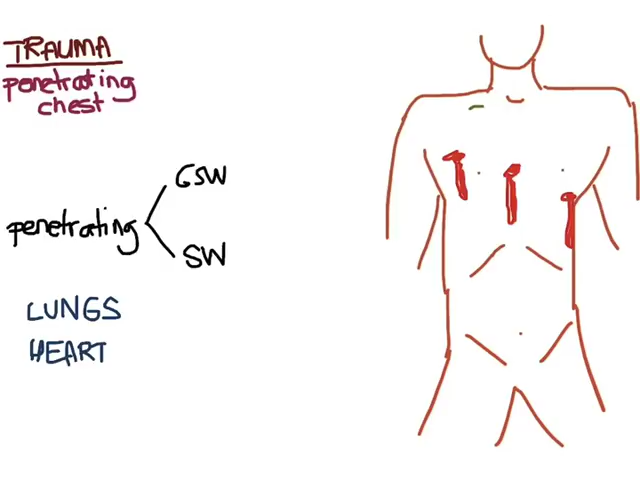 TRAUMA
penetrating
chest
GSW
penetrating
SW
LUNGS
HEART